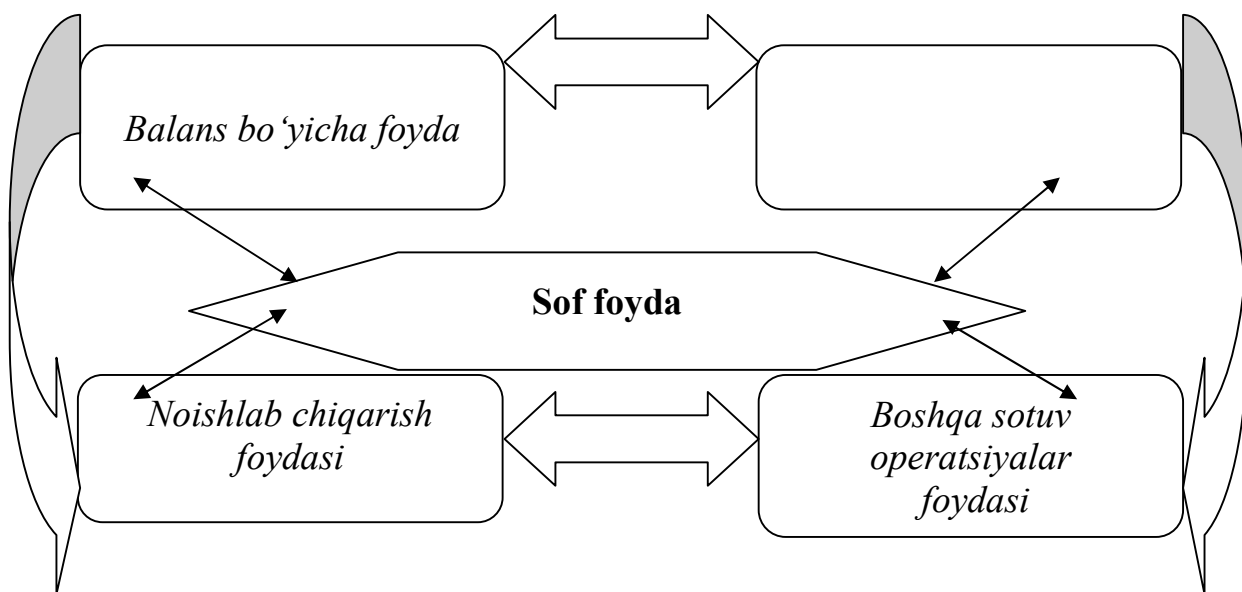 Balans bo‘yicha foyda
Sof foyda
Noishlab chiqarish
foydasi
Boshqa sotuv
operatsiyalar
foydasi